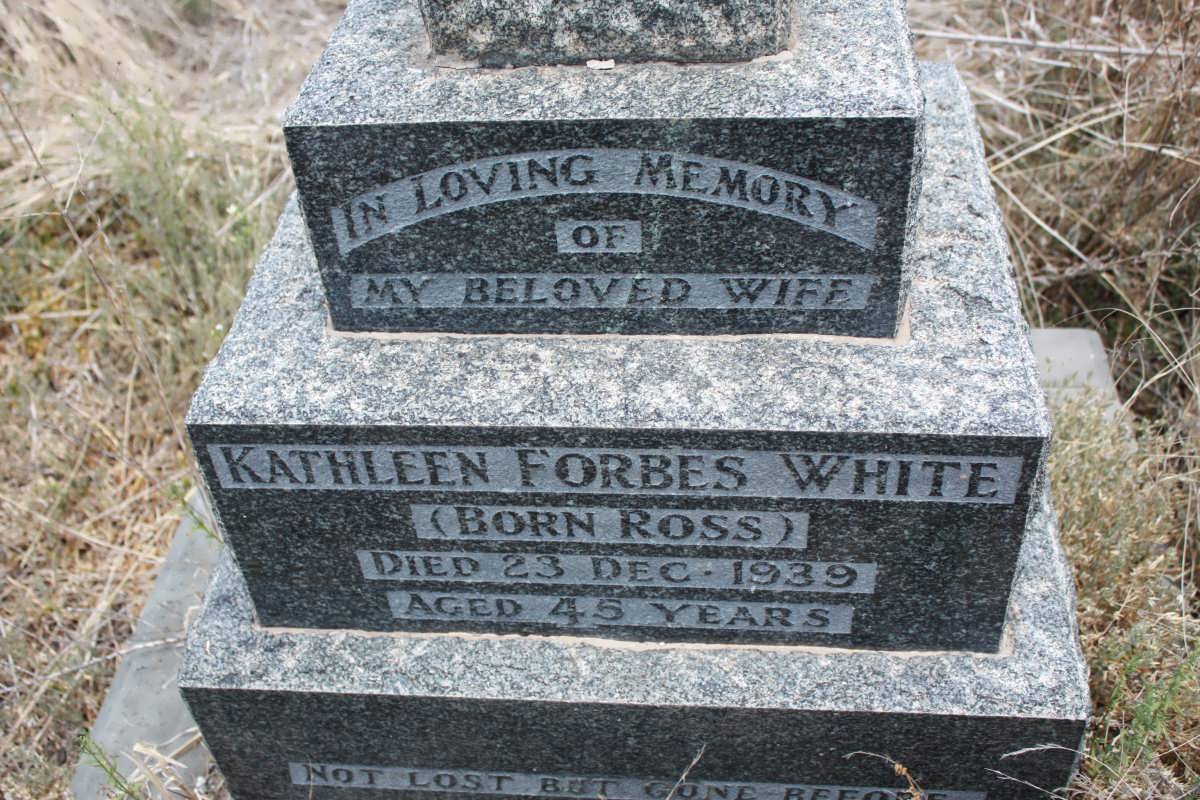 IN LOVING MEMORY
OF
MY BELOVED WIFE
KATHLEEN FORBES WHITE
(BORN ROSS)
DIED 23 DEC. 1939
AGED 45 YEARS
NOT LOST BUT GONE BEFORE